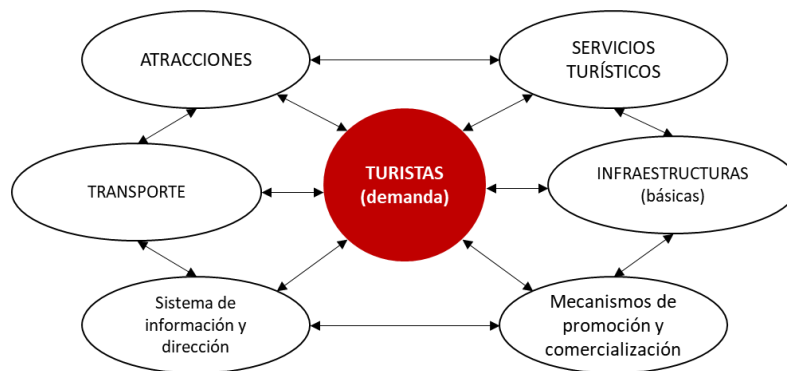 ATRACCIONES
SERVICIOS
TURÍSTICOS
TURISTAS
(demanda)
TRANSPORTE
INFRAESTRUCTURAS
(básicas)
Sistema de
información y
dirección
Mecanismos de
promoción y
comercialización